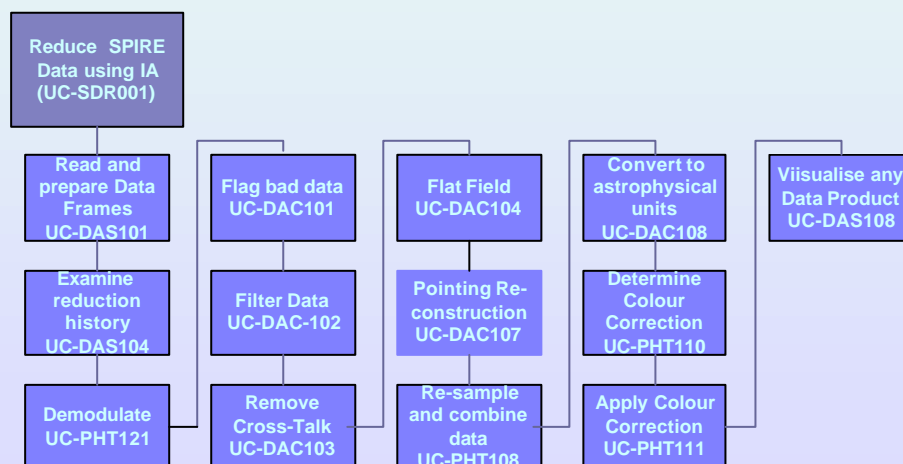 Reduce SPIRE
Data using IA
(UC-SDR001)
Read and
prepare Data
Frames
UC-DAS101
Examine
reduction
history
UC-DAS104
Demodulate
UC-PHT121
Flag bad data
UC-DAC101
Filter Data
UC-DAC-102
Remove
Cross-Talk
UC-DAC103
Flat Field
UC-DAC104
Pointing Re-
construction
UC-DAC107
Re-sample
and combine
data
UC-PHT108
Convert to
astrophysical
units
UC-DAC108
Determine
Colour
Correction
UC-PHT110
Apply Colour
Correction
UC-PHT111
Viisualise any
Data Product
UC-DAS108